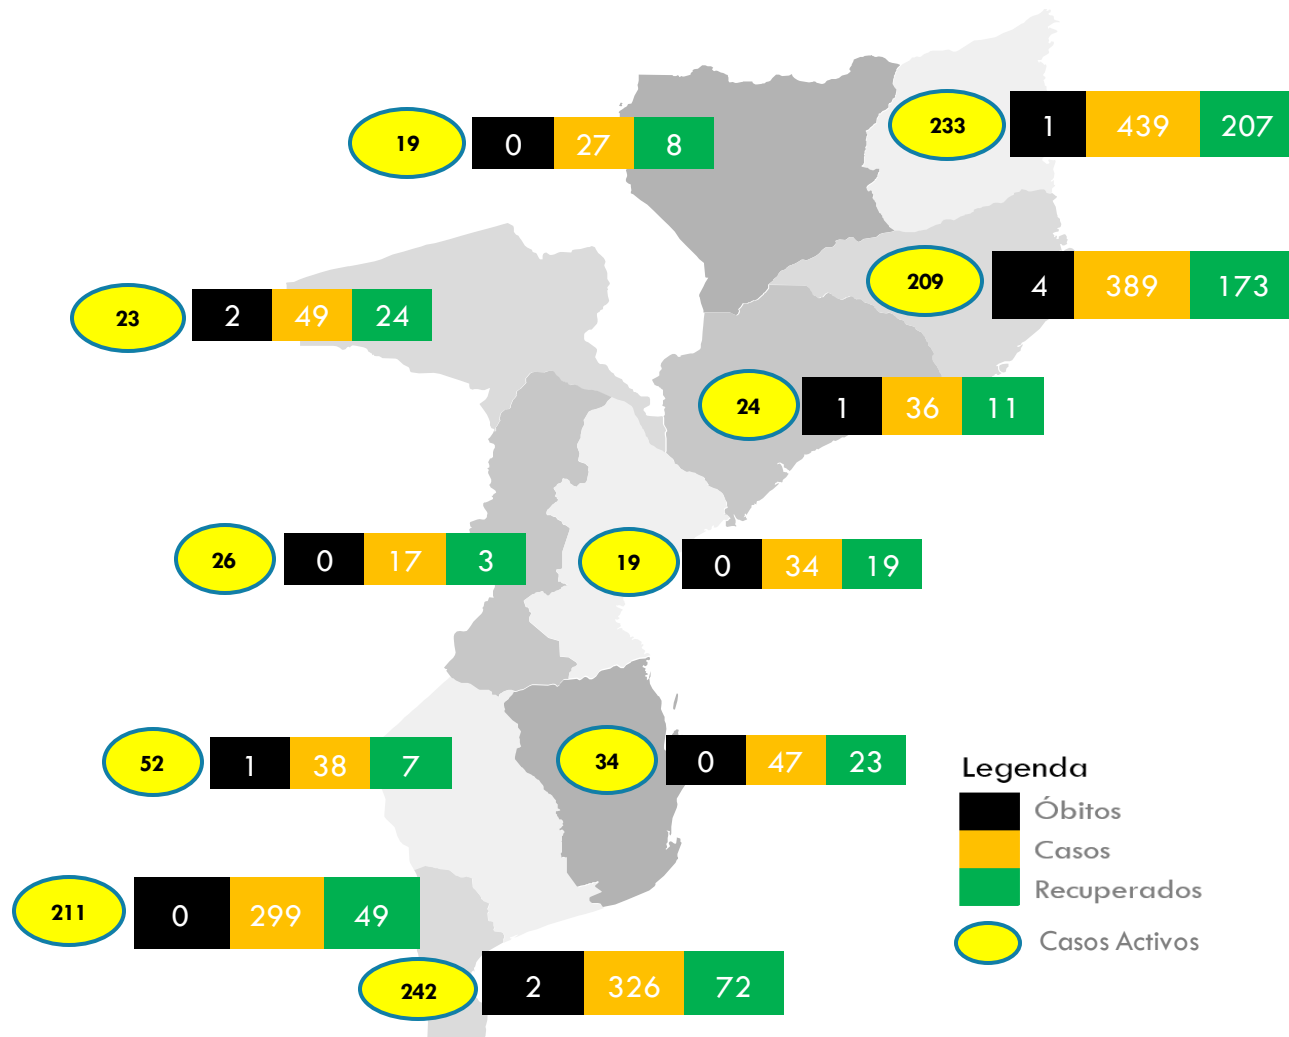 19 0 27 8
233 1 439 207
209 4 389 173
23 2 49 24
24 1 36 11
26 0 17 3
19 0 34 19
52 1 38 7
34 0 47 23
Legenda
Óbitos
Casos
Recuperados
Casos Activos
211 0 299 49
242 2 326 72